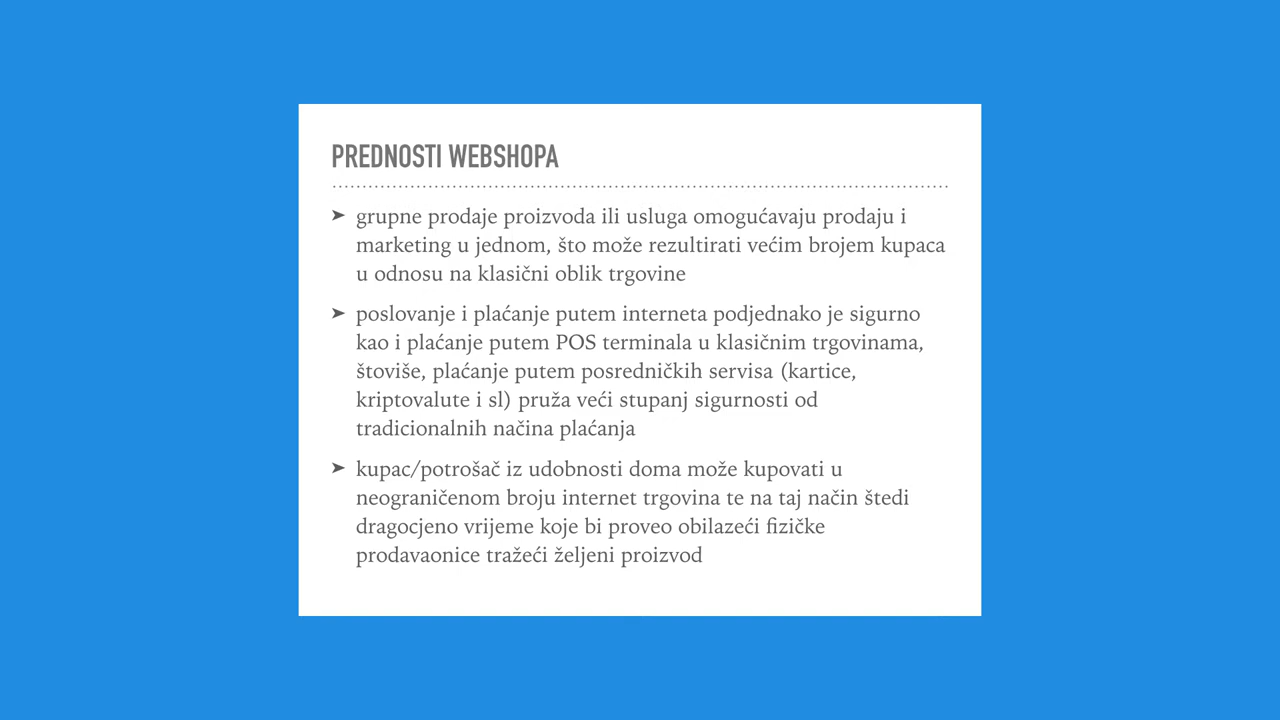 PREDNOSTI WEBSHOPA
➤ grupne prodaje proizvoda ili usluga omogućavaju prodaju i
marketing u jednom, što može rezultirati većim brojem kupaca
u odnosu na klasični oblik trgovine
➤ poslovanje i plaćanje putem interneta podjednako je sigurno
kao i plaćanje putem POS terminala u klasičnim trgovinama,
štoviše, plaćanje putem posredničkih servisa (kartice,
kriptovalute i sl) pruža veći stupanj sigurnosti od
tradicionalnih načina plaćanja
➤ kupac/potrošač iz udobnosti doma može kupovati u
neograničenom broju internet trgovina te na taj način štedi
dragocjeno vrijeme koje bi proveo obilazeći fizičke
prodavaonice tražeći željeni proizvod